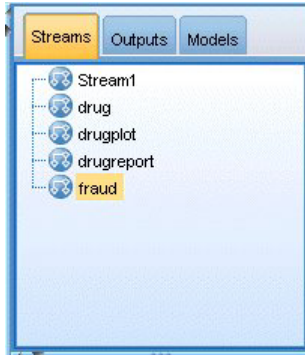 Streams Outputs Models
Stream1
drug
drugplot
drugreport
fraud